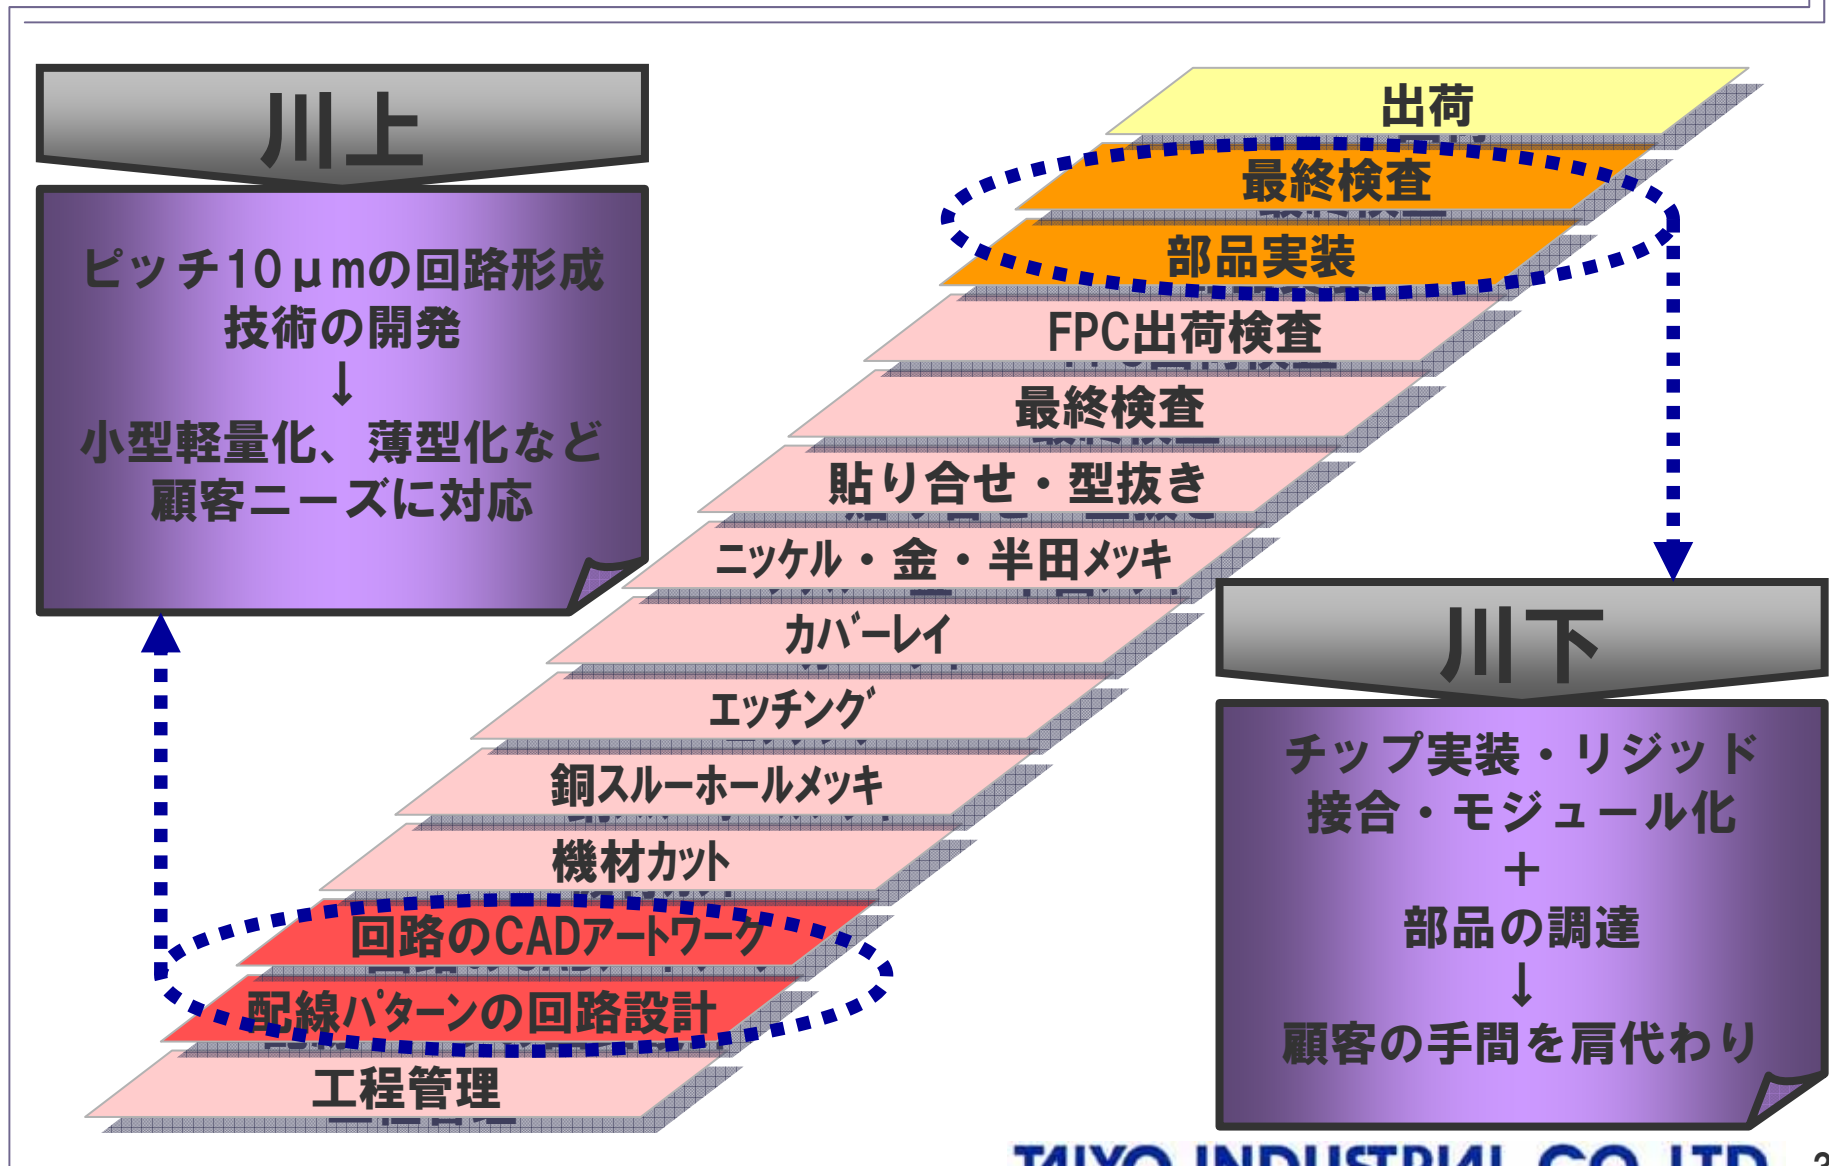 川上
ピッチ10μmの回路形成
技術の開発
↓
小型軽量化、薄型化など
顧客ニーズに対応
出荷
最終検査
部品実装
FPC出荷検査
最終検査
貼り合せ・型抜き
ニッケル・金・半田メッキ
カバーレイ
エッチング
銅スルーホールメッキ
機材カット
回路のCADアートワーク
配線パターンの回路設計
工程管理
川下
チップ実装・リジッド
接合・モジュール化
＋
部品の調達
↓
顧客の手間を肩代わり
TAIYO INDUSTRIAL CO.,LTD.